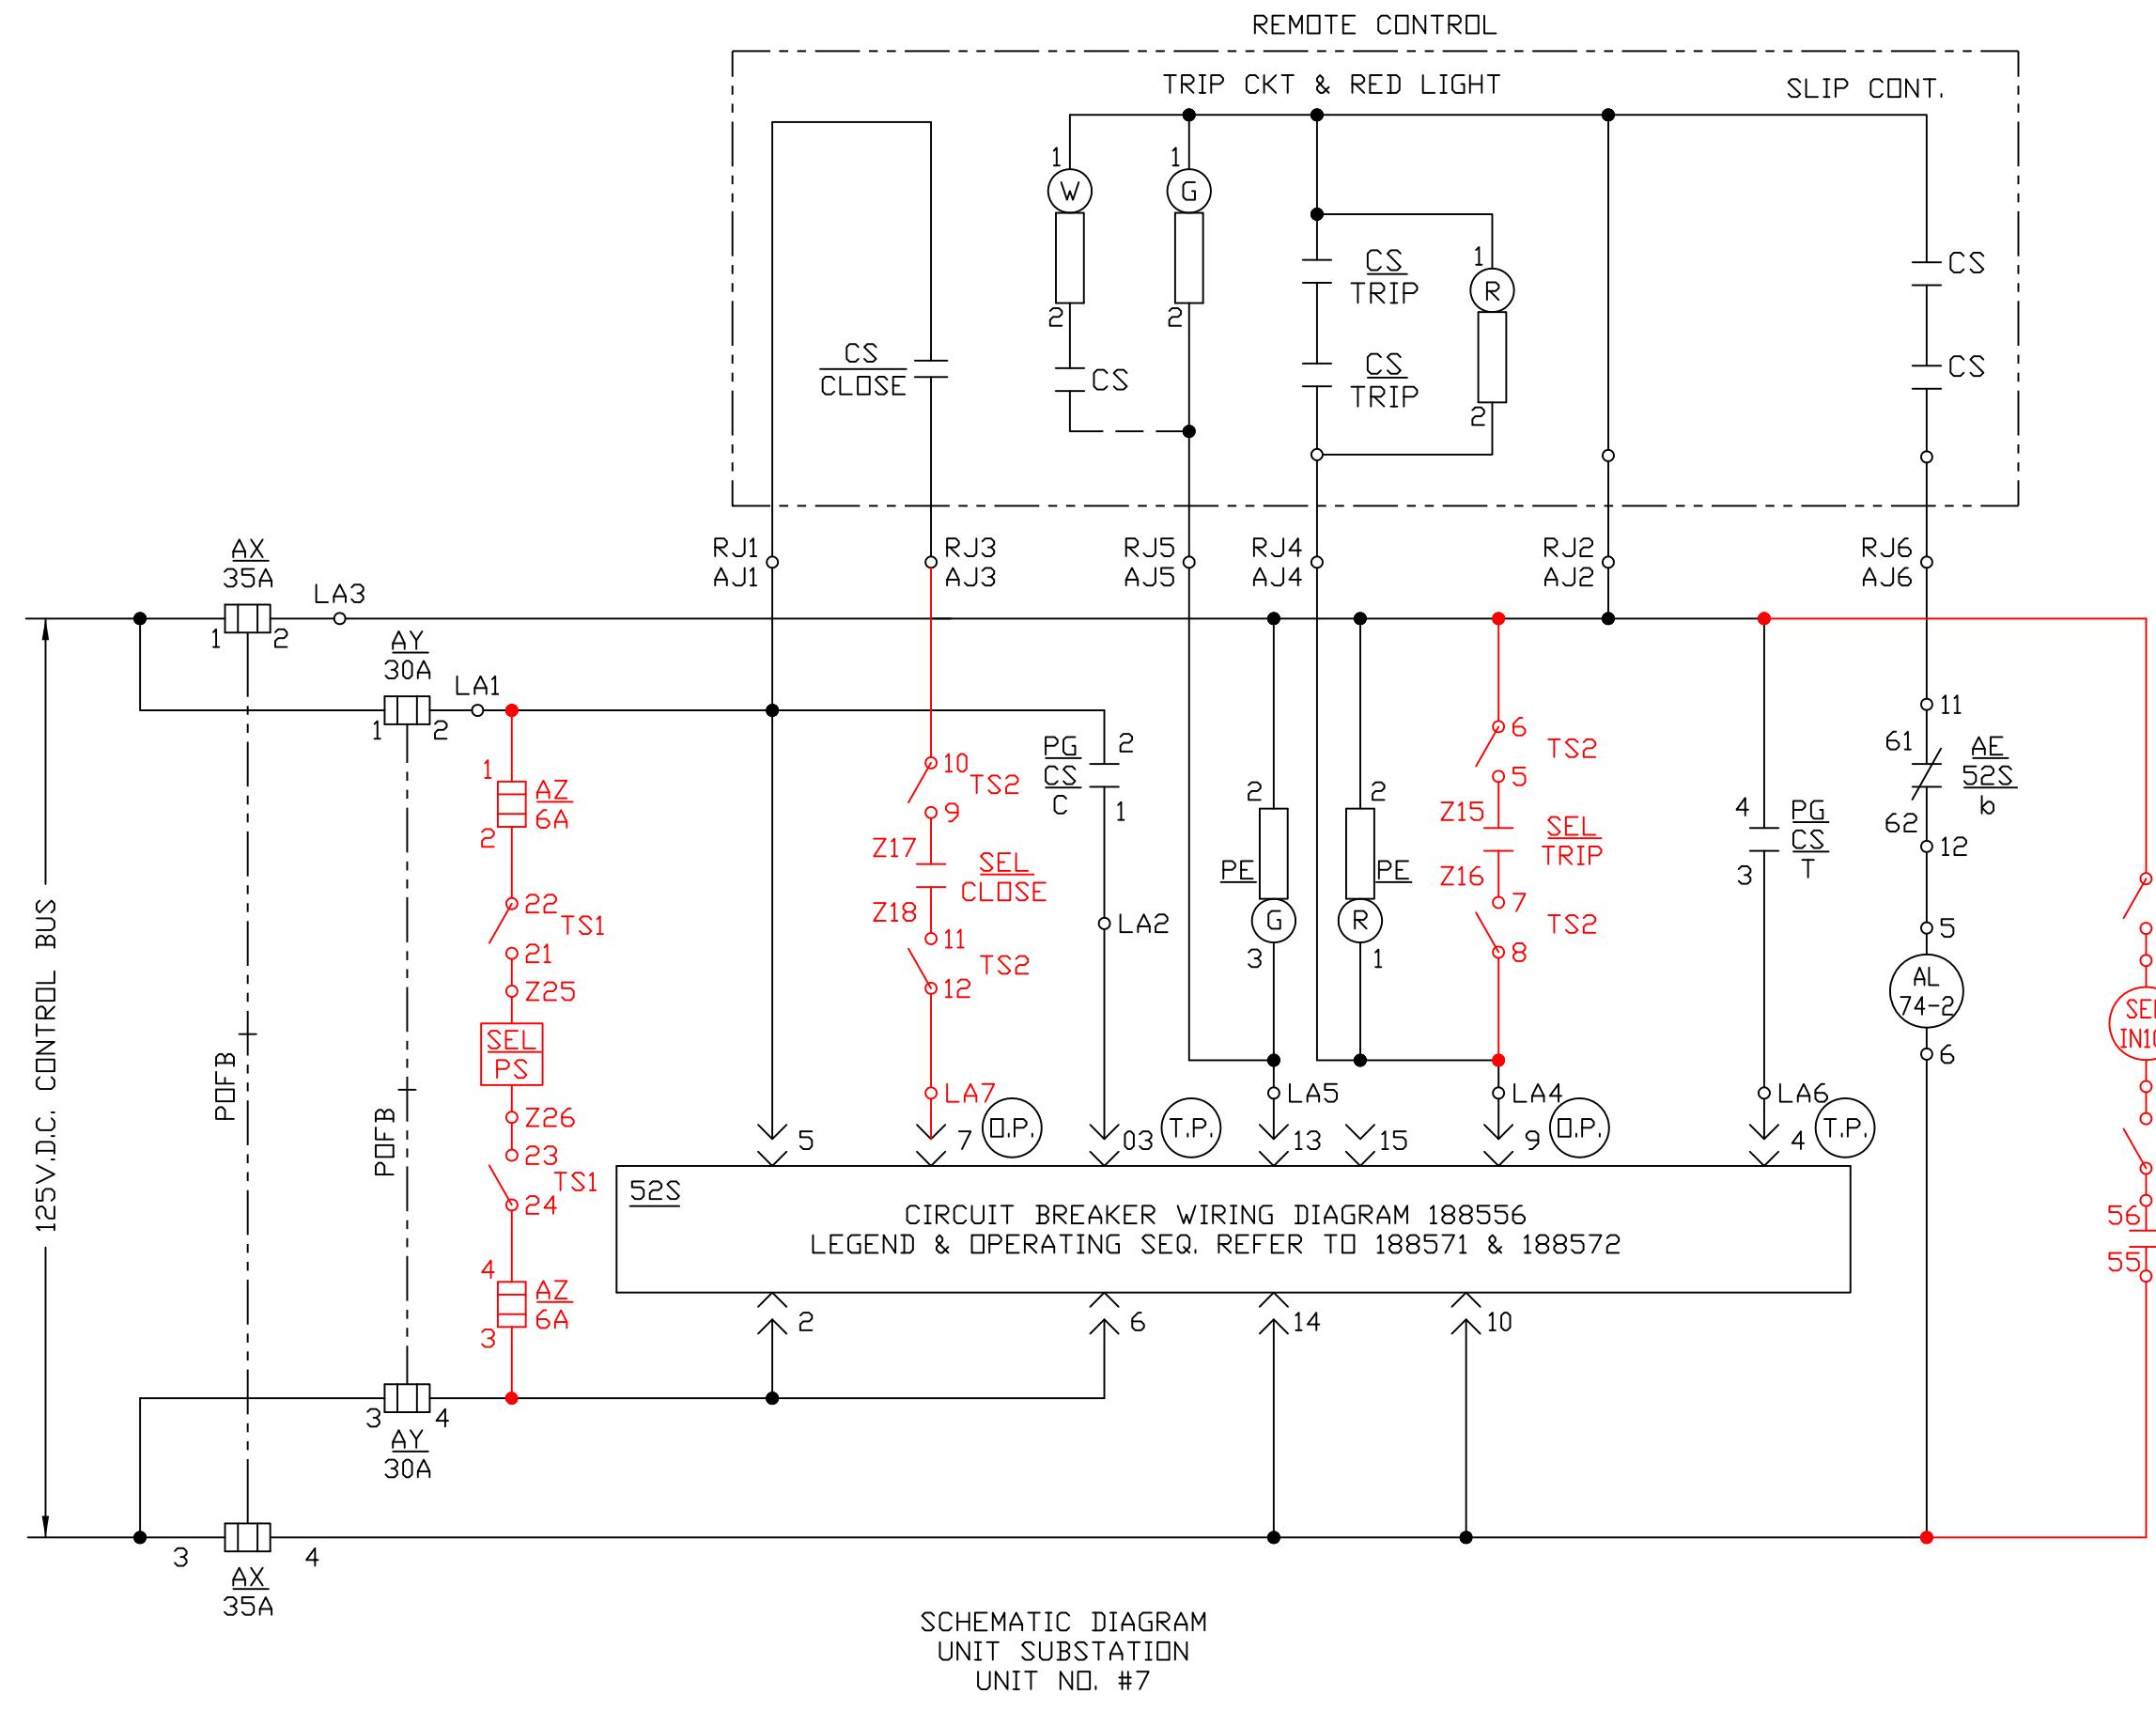 REMOTE CONTROL
TRIP CKT & RED LIGHT
SLIP CONT.
1
W
2
CS
1
G
2
CS
TRIP
CS
TRIP
1
R
2
CS
CS
CS
CLOSE
RJ1
AJ1
RJ3
AJ3
RJ5
AJ5
RJ4
AJ4
RJ2
AJ2
RJ6
AJ6
AX
35A
1
2
LA3
AY
30A
1
2
LA1
125V.D.C. CONTROL BUS
POFB
POFB
1
AZ
6A
2
22
TS1
21
Z25
SEL
PS
Z26
23
TS1
24
4
AZ
6A
3
10
TS2
9
Z17
SEL
CLOSE
Z18
11
TS2
12
LA7
PG
CS
C
2
1
LA2
2
PE
G
3
2
PE
R
1
6
TS2
5
Z15
SEL
TRIP
Z16
7
TS2
8
4
PG
CS
T
3
11
61
AE
52S
b
62
12
5
AL
74-2
6
LA5
LA4
LA6
5
7
O.P.
03
T.P.
13
15
9
O.P.
4
T.P.
52S
CIRCUIT BREAKER WIRING DIAGRAM 188556
LEGEND & OPERATING SEQ. REFER TO 188571 & 188572
2
6
14
10
56
55
3
4
AY
30A
3
4
AX
35A
SCHEMATIC DIAGRAM
UNIT SUBSTATION
UNIT NO. #7